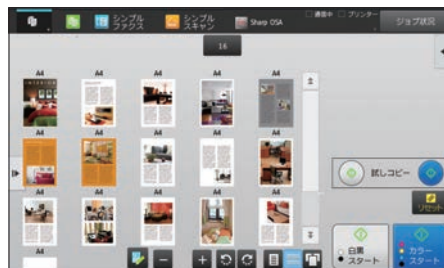 シンプル
ファクス
シンプル
スキャン
Sharp OSA
通信中
プリンター
ジョブ状況
16
A4 A4 A4 A4 A4
A4 A4 A4 A4 A4
A4 A4 A4 A4 A4
A4
試しコピー
リセット
白黒
スタート
カラー
スタート